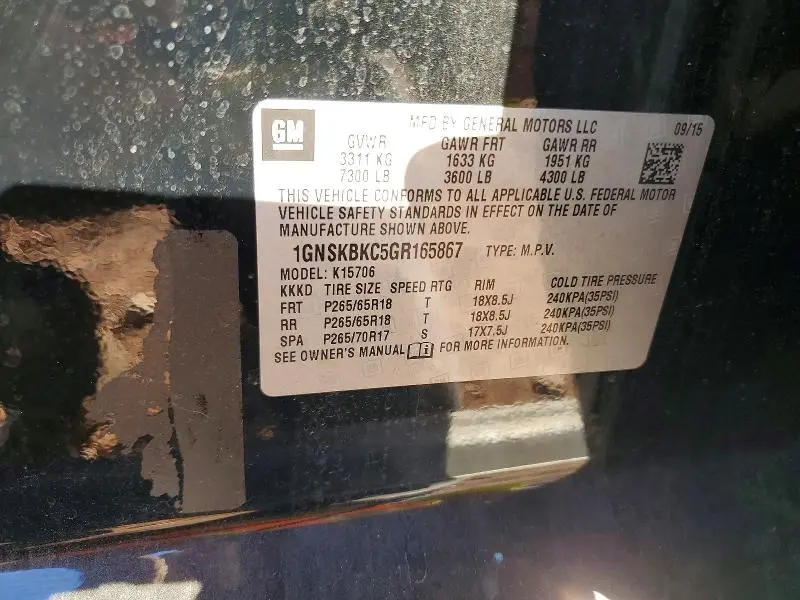 GM
MFD BY GENERAL MOTORS LLC 09/15
GVWR GAWR FRT GAWR RR
3311 KG 1633 KG 1951 KG
7300 LB 3600 LB 4300 LB
THIS VEHICLE CONFORMS TO ALL APPLICABLE U.S. FEDERAL MOTOR
VEHICLE SAFETY STANDARDS IN EFFECT ON THE DATE OF
MANUFACTURE SHOWN ABOVE.
1GNSKBKC5GR165867 TYPE: M.P.V.
MODEL: K15706
KKKD TIRE SIZE SPEED RTG RIM COLD TIRE PRESSURE
FRT P265/65R18 T 18X8.5J 240KPA(35PSI)
RR P265/65R18 T 18X8.5J 240KPA(35PSI)
SPA P265/70R17 S 17X7.5J 240KPA(35PSI)
SEE OWNER'S MANUAL FOR MORE INFORMATION.